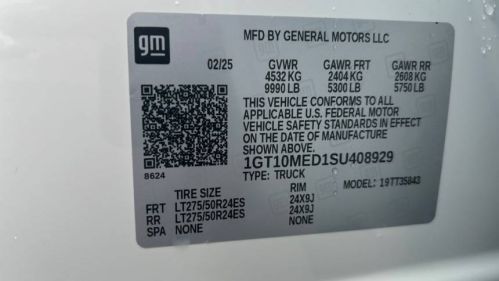 gm
MFD BY GENERAL MOTORS LLC
02/25 GVWR GAWR FRT GAWR RR
4532 KG 2404 KG 2608 KG
9990 LB 5300 LB 5750 LB
THIS VEHICLE CONFORMS TO ALL
APPLICABLE U.S. FEDERAL MOTOR
VEHICLE SAFETY STANDARDS IN EFFECT
ON THE DATE OF MANUFACTURE
SHOWN ABOVE.
1GT10MED1SU408929
8624 TYPE: TRUCK MODEL: 19TT35843
TIRE SIZE RIM
FRT LT275/50R24ES 24X9J
RR LT275/50R24ES 24X9J
SPA NONE NONE